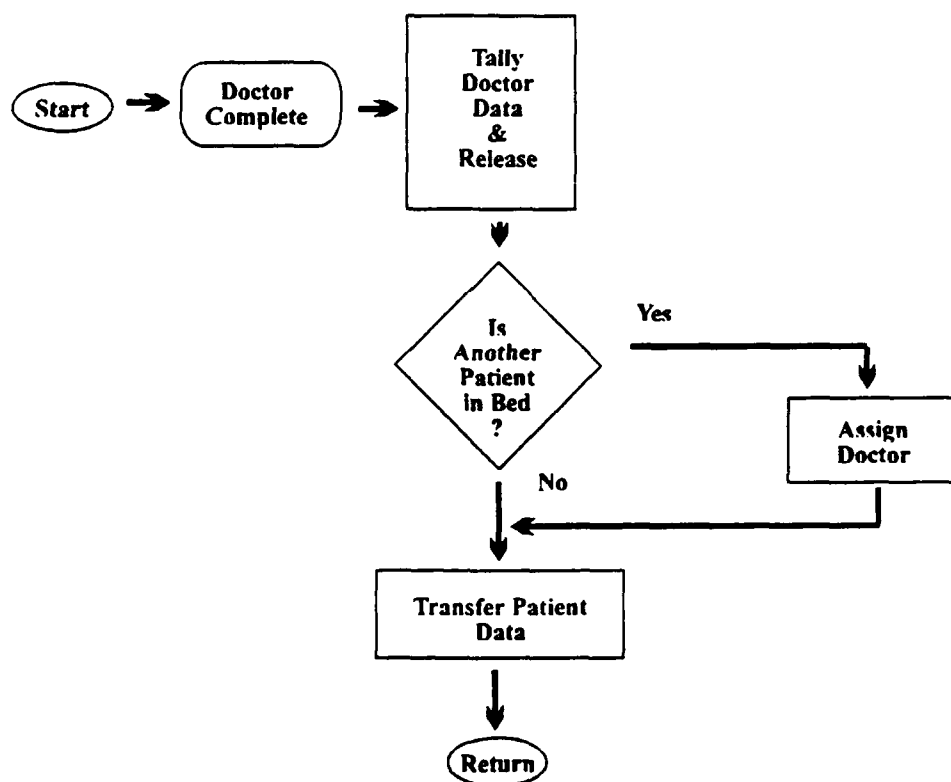 Start
Doctor
Complete
Tally
Doctor
Data
&
Release
Is
Another
Patient
in Bed
?
Yes
Assign
Doctor
No
Transfer Patient
Data
Return